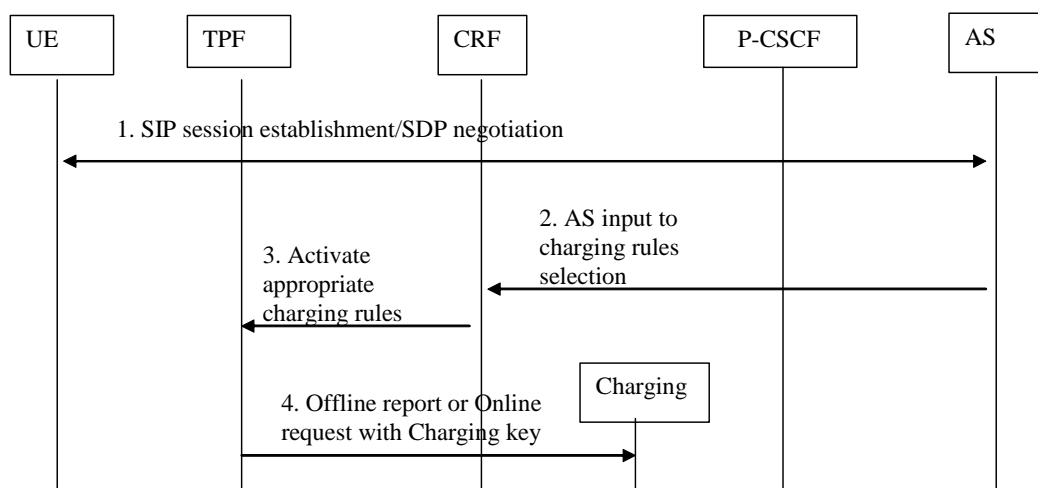 UE
TPF
CRF
P-CSCF
AS
1. SIP session establishment/SDP negotiation
2. AS input to
charging rules
selection
3. Activate
appropriate
charging rules
Charging
4. Offline report or Online
request with Charging key